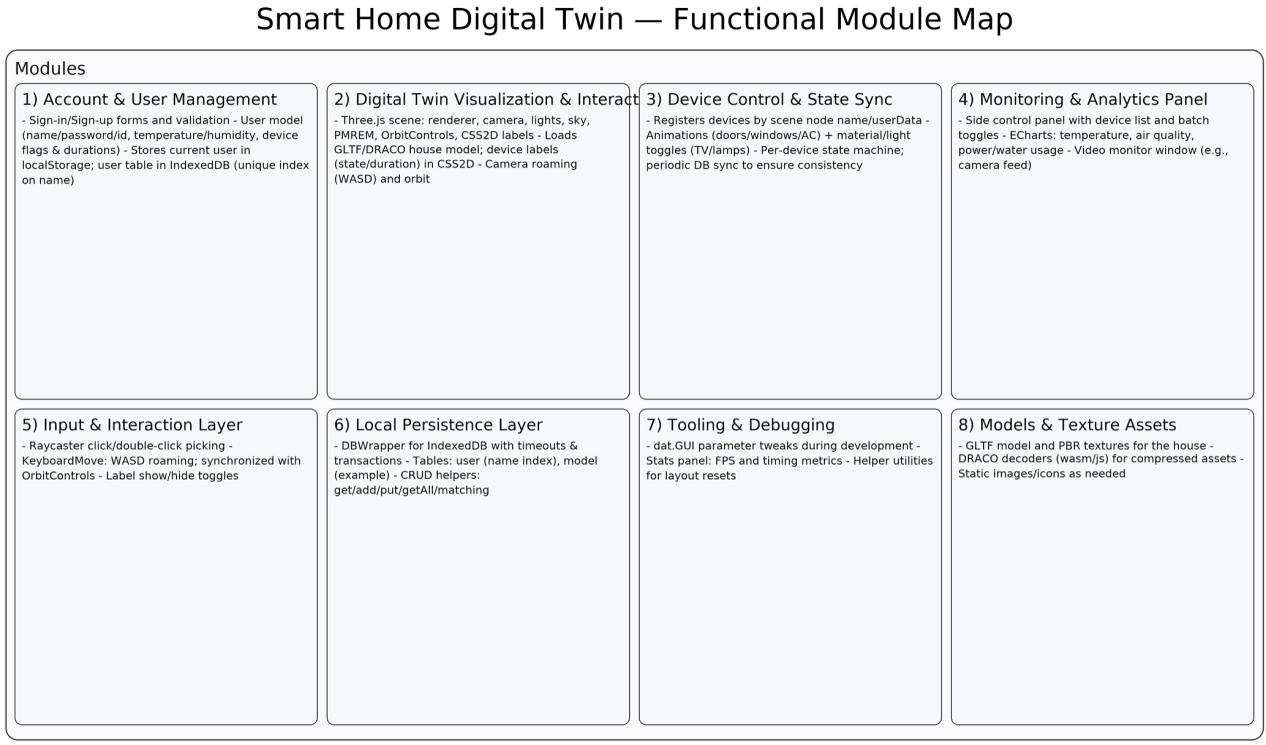 Smart Home Digital Twin — Functional Module Map
Modules
1) Account & User Management
- Sign-in/Sign-up forms and validation - User model
(name/password/id, temperature/humidity, device
flags & durations) - Stores current user in
localStorage; user table in IndexedDB (unique index
on name)
2) Digital Twin Visualization & Interact
- Three.js scene: renderer, camera, lights, sky,
PMREM, OrbitControls, CSS2D labels - Loads
GLTF/DRACO house model; device labels
(state/duration) in CSS2D - Camera roaming
(WASD) and orbit
3) Device Control & State Sync
- Registers devices by scene node name/userData -
Animations (doors/windows/AC) + material/light
toggles (TV/lamps) - Per-device state machine;
periodic DB sync to ensure consistency
4) Monitoring & Analytics Panel
- Side control panel with device list and batch
toggles - ECharts: temperature, air quality,
power/water usage - Video monitor window (e.g.,
camera feed)
5) Input & Interaction Layer
- Raycaster click/double-click picking -
KeyboardMove: WASD roaming; synchronized with
OrbitControls - Label show/hide toggles
6) Local Persistence Layer
- DBWrapper for IndexedDB with timeouts &
transactions - Tables: user (name index), model
(example) - CRUD helpers:
get/add/put/getAll/matching
7) Tooling & Debugging
- dat.GUI parameter tweaks during development -
Stats panel: FPS and timing metrics - Helper utilities
for layout resets
8) Models & Texture Assets
- GLTF model and PBR textures for the house -
DRACO decoders (wasm/js) for compressed assets -
Static images/icons as needed